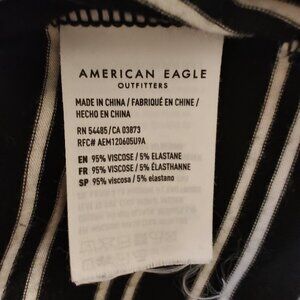 AMERICAN EAGLE
OUTFITTERS
MADE IN CHINA / FABRIQUÉ EN CHINE /
HECHO EN CHINA
RN 54485/CA 03873
RFC# AEM120605U9A
EN 95% VISCOSE / 5% ELASTANE
FR 95% VISCOSE / 5% ÉLASTHANNE
SP 95% viscosa / 5% elastano